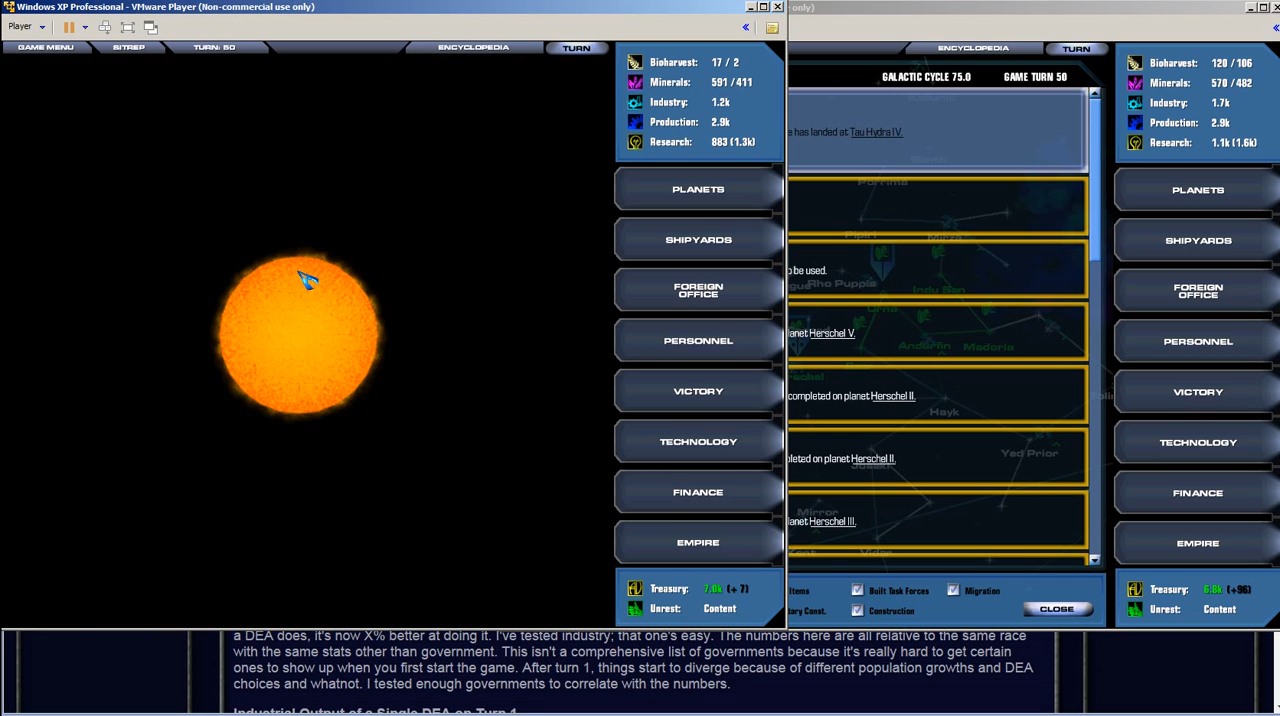 Windows XP Professional - VMware Player (Non-commercial use only)
only)
Player
GAME MENU
SITREP
TURN: 50
ENCYCLOPEDIA
TURN
Bioharvest: 17 / 2
Minerals: 591 /411
Industry: 1.2k
Production: 2.9k
Research: 883 (1.3k)
PLANETS
SHIPYARDS
FOREIGN
OFFICE
PERSONNEL
VICTORY
TECHNOLOGY
FINANCE
EMPIRE
Treasury: 7.0k (+ 7)
Unrest: Content
ENCYCLOPEDIA
TURN
GALACTIC CYCLE 75.0 GAME TURN 50
e has landed at Tau Hydra IV.
Porrima
Pipiri
Mirza
o be used.
Rho Puppis
Indu San
lanet Herschel V.
Andurtin
Madoria
completed on planet Herschel II.
Hayk
leted on planet Herschel II.
Yed Prior
Mirror
lanet Herschel III.
Items
Built Task Forces
Migration
tary Const.
Construction
CLOSE
Bioharvest: 120 / 106
Minerals: 570 /482
Industry: 1.7k
Production: 2.9k
Research: 1.1k (1.6k)
PLANETS
SHIPYARDS
FOREIGN
OFFICE
PERSONNEL
VICTORY
TECHNOLOGY
FINANCE
EMPIRE
Treasury: 6.8k (+96)
Unrest: Content
a DEA does, it's now X% better at doing it. I've tested industry; that one's easy. The numbers here are all relative to the same race
with the same stats other than government. This isn't a comprehensive list of governments because it's really hard to get certain
ones to show up when you first start the game. After turn 1, things start to diverge because of different population growths and DEA
choices and whatnot. I tested enough governments to correlate with the numbers.
Industrial Output of a Single DEA on Turn 1